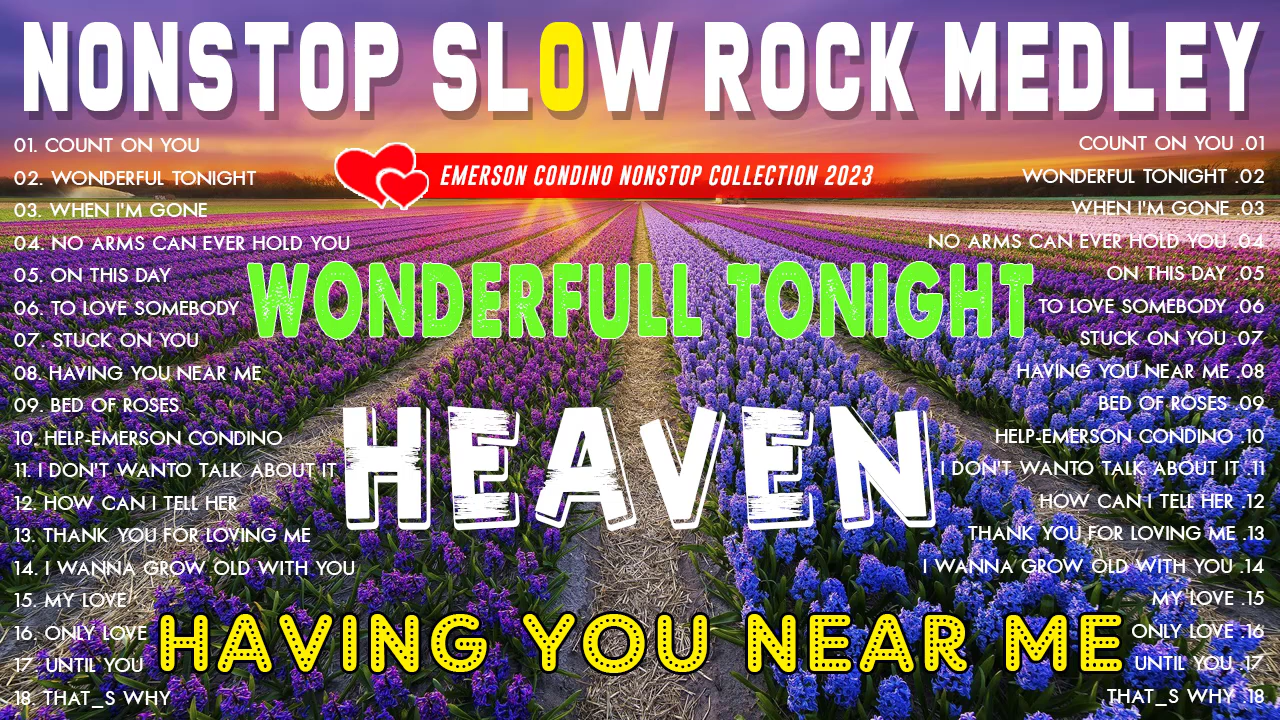 NONSTOP SLOW ROCK MEDLEY
EMERSON CONDINO NONSTOP COLLECTION 2023
01. COUNT ON YOU
02. WONDERFUL TONIGHT
03. WHEN I'M GONE
04. NO ARMS CAN EVER HOLD YOU
05. ON THIS DAY
06. TO LOVE SOMEBODY
07. STUCK ON YOU
08. HAVING YOU NEAR ME
09. BED OF ROSES
10. HELP-EMERSON CONDINO
11. I DON'T WANTO TALK ABOUT IT
12. HOW CAN I TELL HER
13. THANK YOU FOR LOVING ME
14. I WANNA GROW OLD WITH YOU
15. MY LOVE
16. ONLY LOVE
17. UNTIL YOU
18. THAT_S WHY
WONDERFULL TONIGHT
HEAVEN
HAVING YOU NEAR ME
COUNT ON YOU .01
WONDERFUL TONIGHT .02
WHEN I'M GONE .03
NO ARMS CAN EVER HOLD YOU .04
ON THIS DAY .05
TO LOVE SOMEBODY .06
STUCK ON YOU .07
HAVING YOU NEAR ME .08
BED OF ROSES .09
HELP-EMERSON CONDINO .10
I DON'T WANTO TALK ABOUT IT .11
HOW CAN I TELL HER .12
THANK YOU FOR LOVING ME .13
I WANNA GROW OLD WITH YOU .14
MY LOVE .15
ONLY LOVE .16
UNTIL YOU .17
THAT_S WHY .18